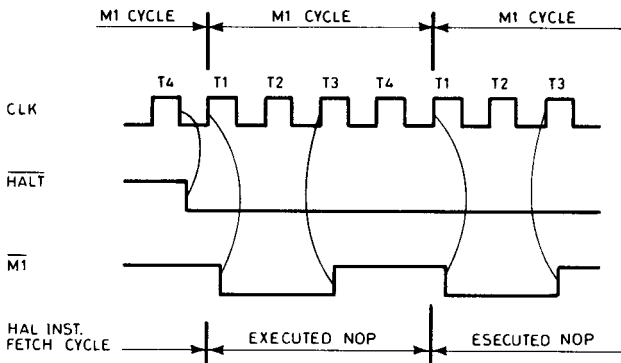 M1 CYCLE M1 CYCLE M1 CYCLE
T4 T1 T2 T3 T4 T1 T2 T3
CLK
HALT
M1
HAL INST.
FETCH CYCLE EXECUTED NOP ESECUTED NOP